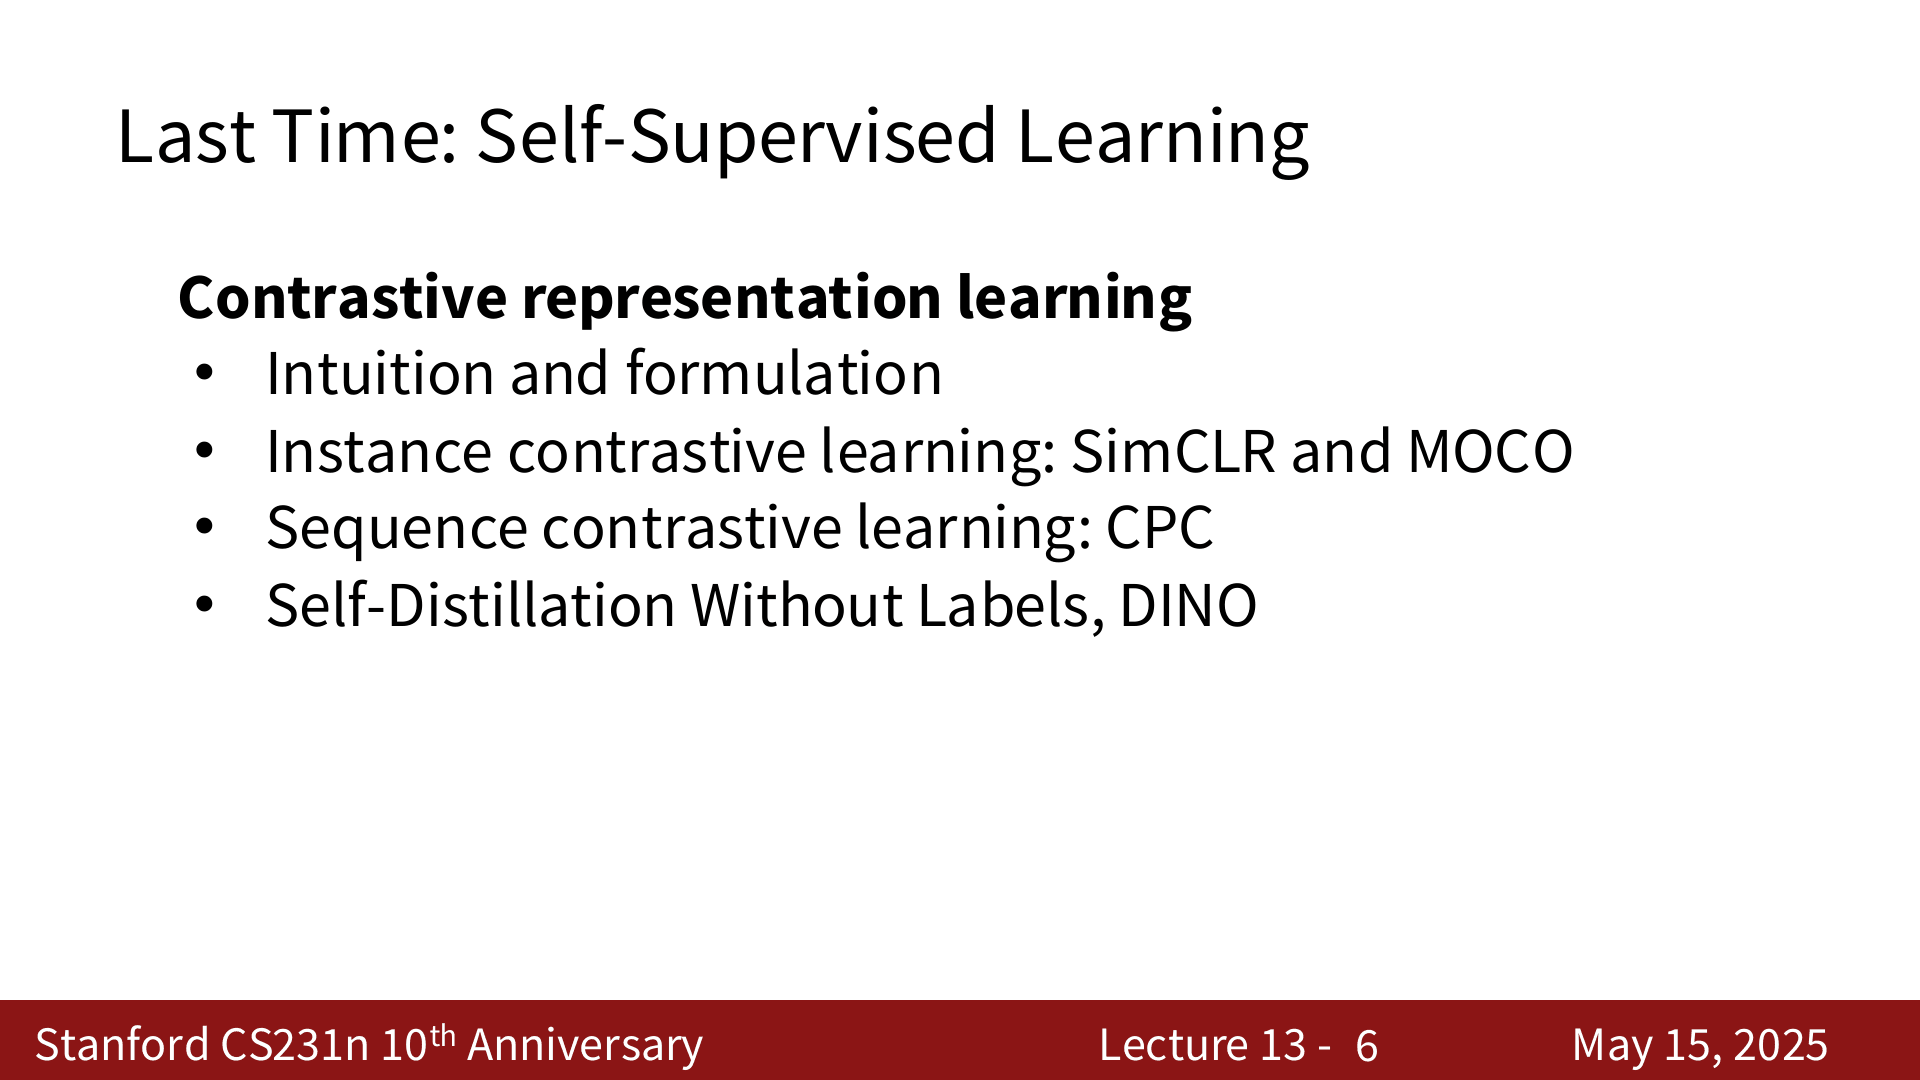 Last Time: Self-Supervised Learning
Contrastive representation learning
• Intuition and formulation
• Instance contrastive learning: SimCLR and MOCO
• Sequence contrastive learning: CPC
• Self-Distillation Without Labels, DINO
Stanford CS231n 10th Anniversary Lecture 13 - 6 May 15, 2025